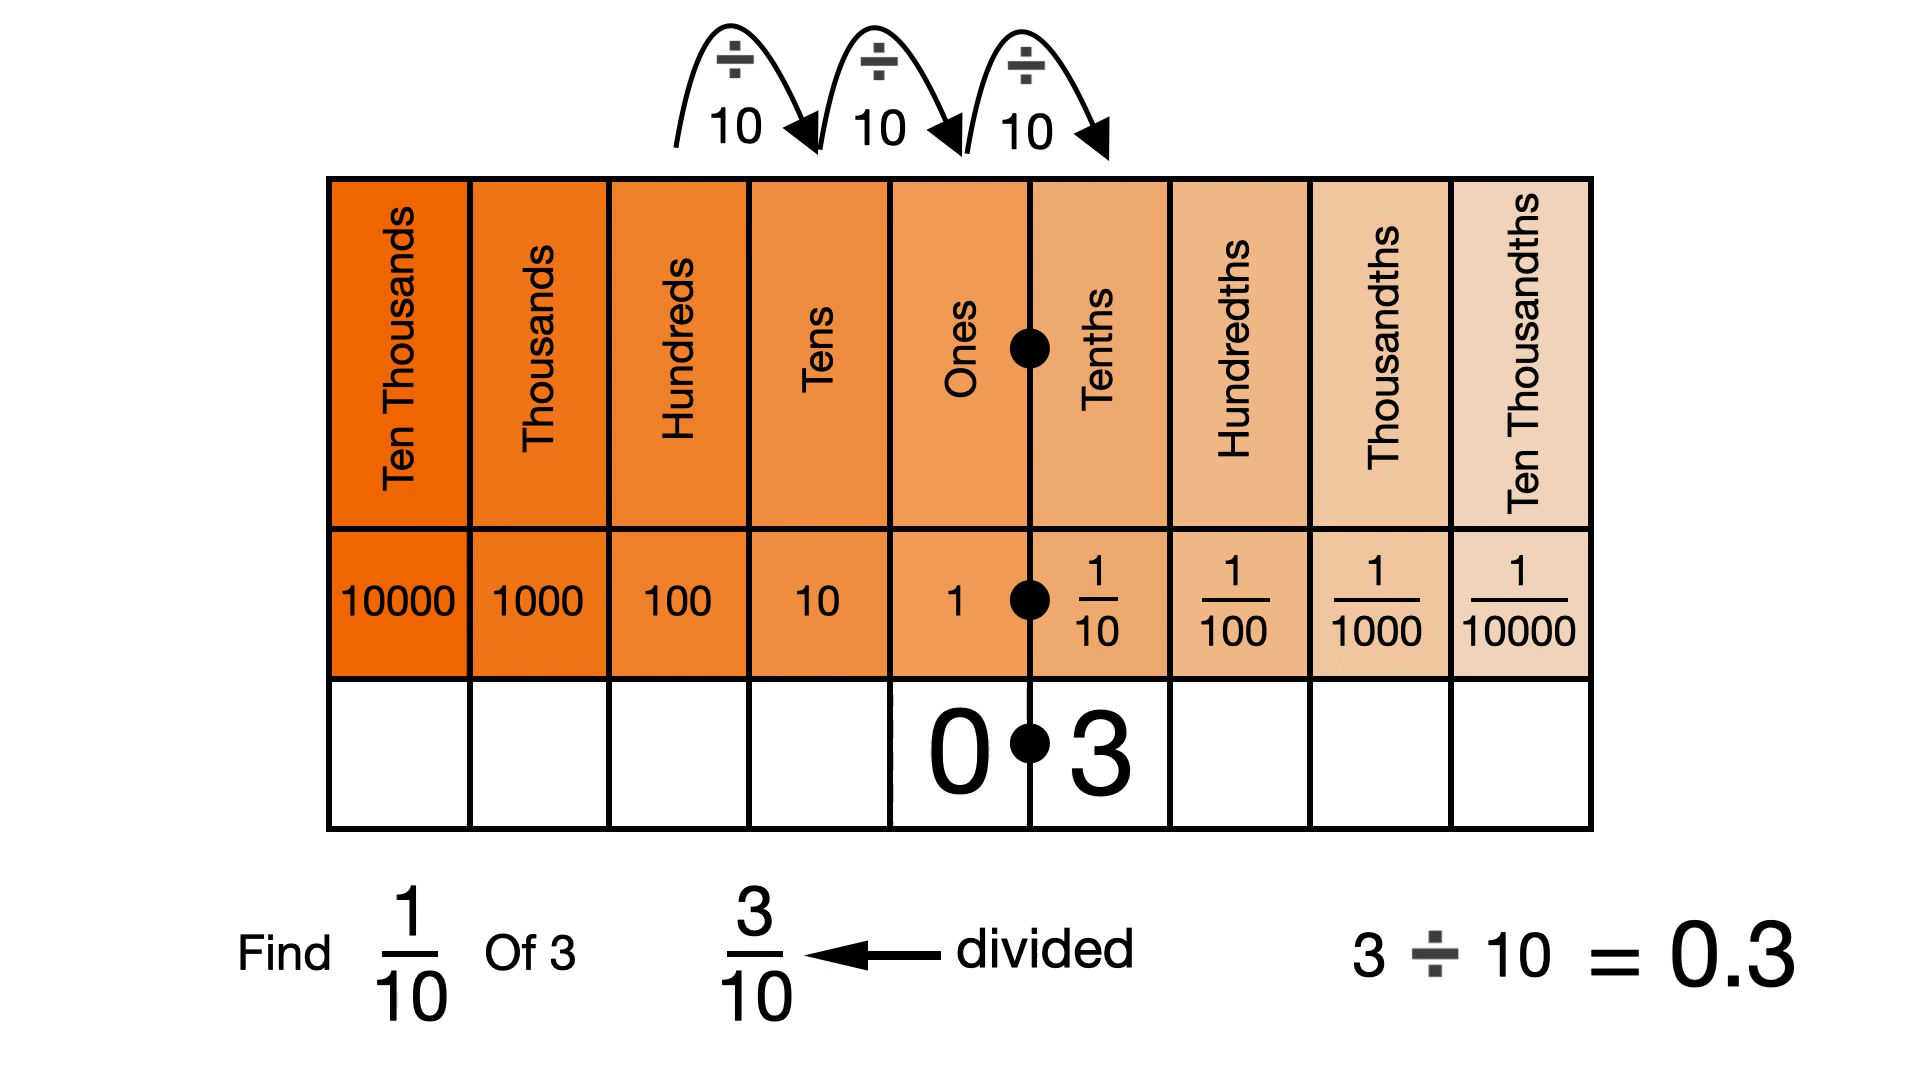 ÷ ÷ ÷
10 10 10
Ten Thousands Thousands Hundreds Tens Ones Tenths Hundredths Thousandths Ten Thousandths
10000 1000 100 10 1 1/10 1/100 1/1000 1/10000
0 . 3
Find 1/10 Of 3 3/10 divided 3 ÷ 10 = 0.3